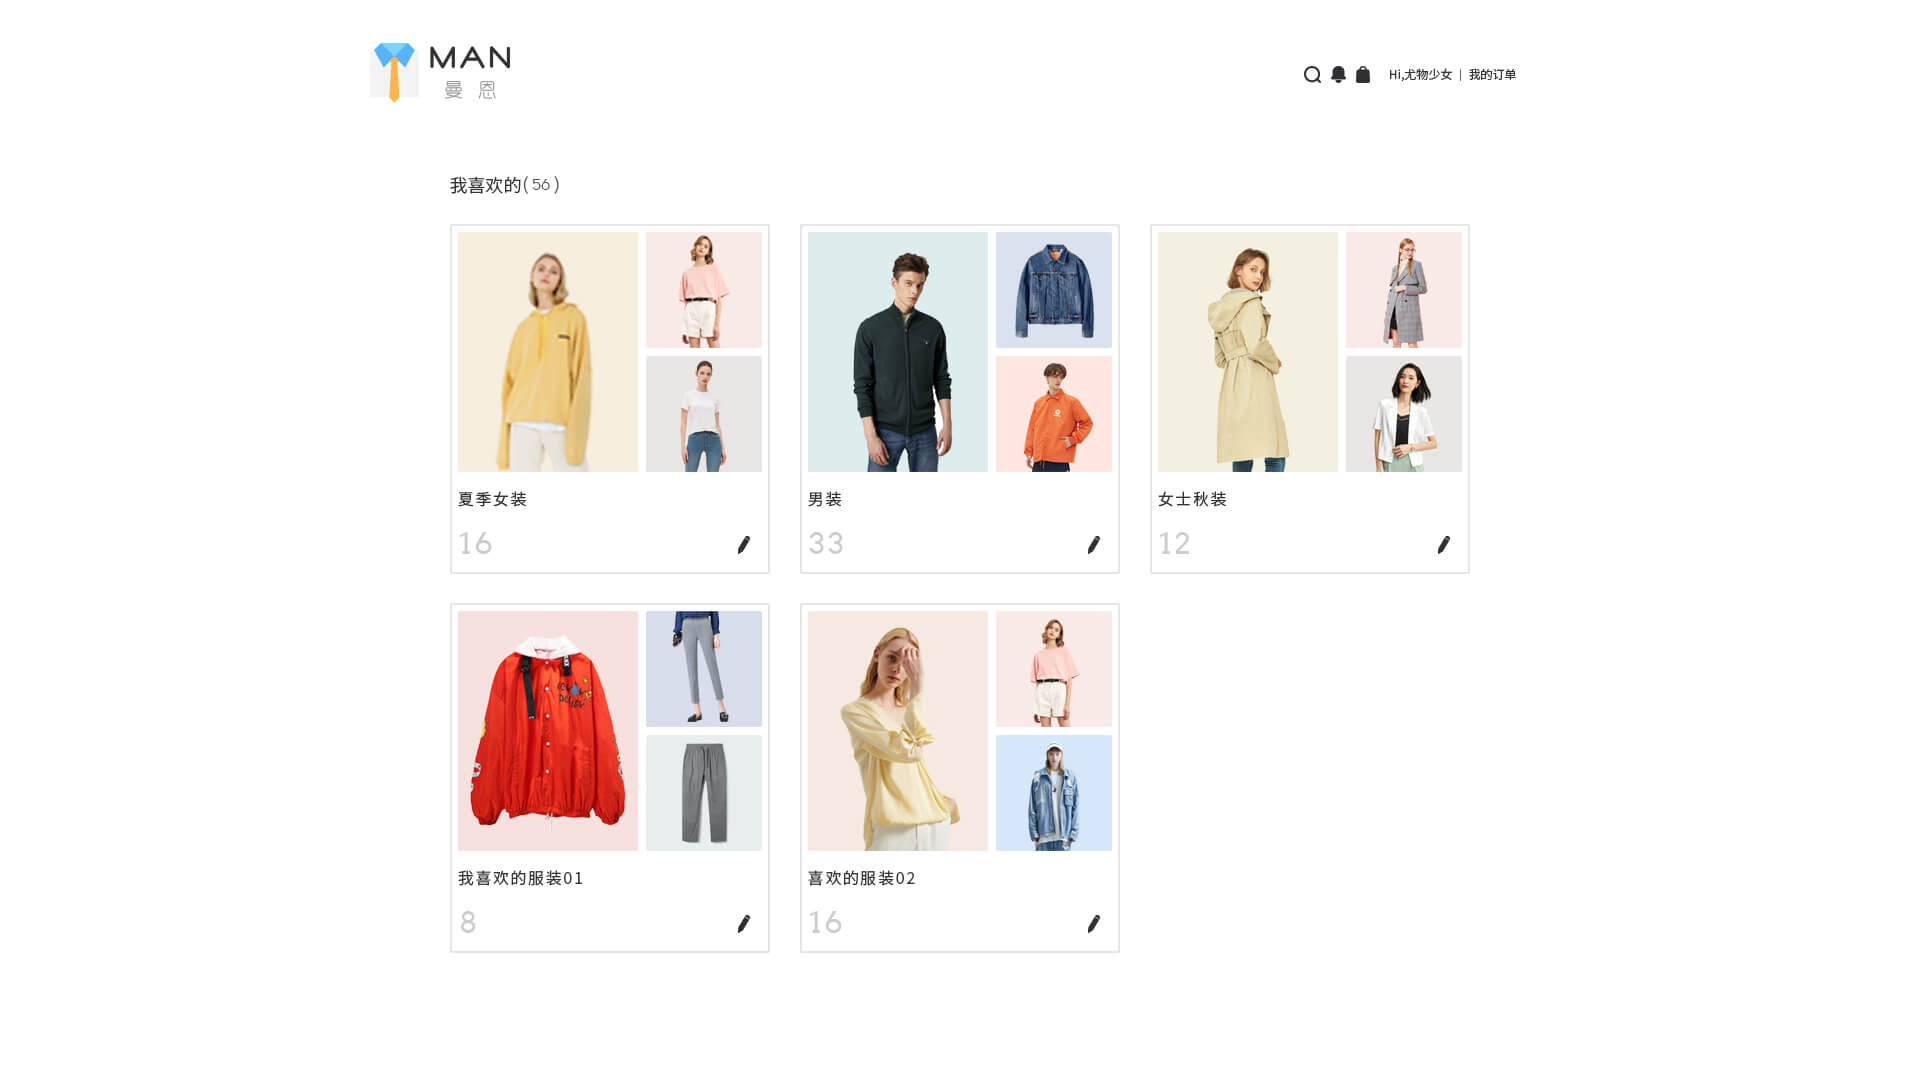 MAN
曼 恩
Hi,尤物少女 | 我的订单
我喜欢的( 56 )
夏季女装
16
男装
33
女士秋装
12
我喜欢的服装01
8
喜欢的服装02
16